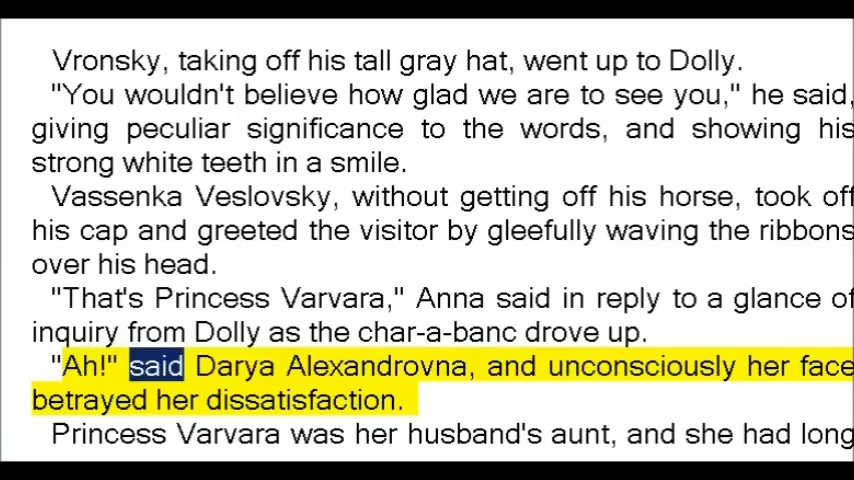 Vronsky, taking off his tall gray hat, went up to Dolly.
"You wouldn't believe how glad we are to see you," he said,
giving peculiar significance to the words, and showing his
strong white teeth in a smile.
Vassenka Veslovsky, without getting off his horse, took off
his cap and greeted the visitor by gleefully waving the ribbons
over his head.
"That's Princess Varvara," Anna said in reply to a glance of
inquiry from Dolly as the char-a-banc drove up.
"Ah!" said Darya Alexandrovna, and unconsciously her face
betrayed her dissatisfaction.
Princess Varvara was her husband's aunt, and she had long